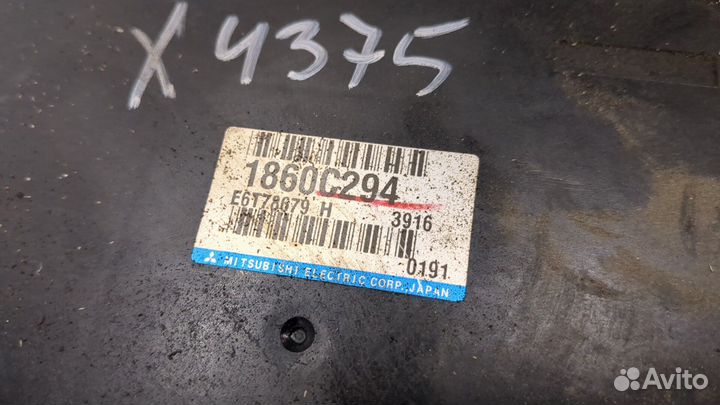 X 4375
1860C294
E6T78079 H 3916
0191
MITSUBISHI ELECTRIC CORP. JAPAN
Avito